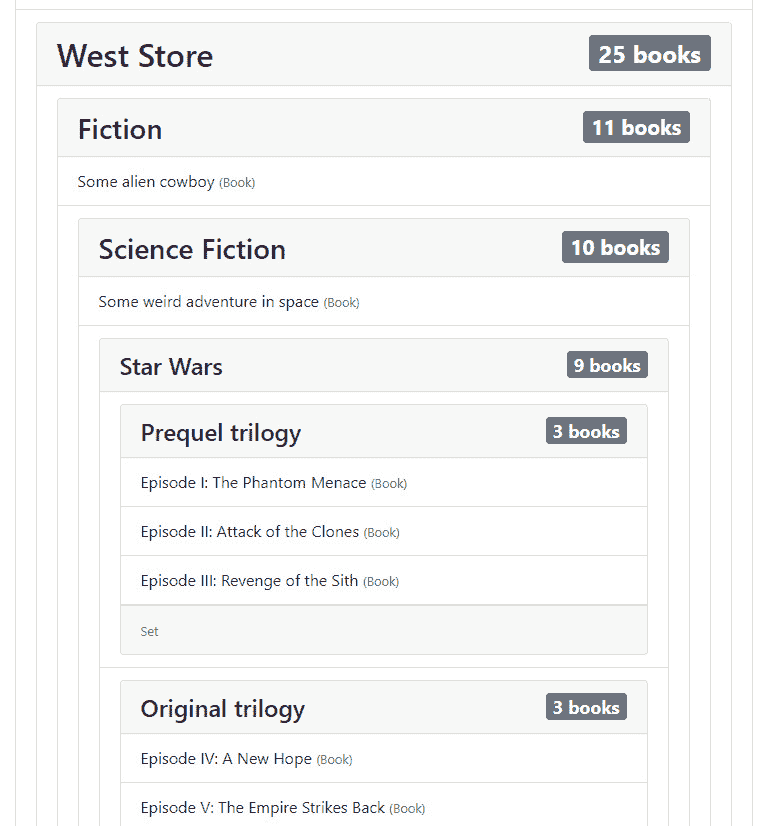 West Store 25 books
Fiction 11 books
Some alien cowboy (Book)
Science Fiction 10 books
Some weird adventure in space (Book)
Star Wars 9 books
Prequel trilogy 3 books
Episode I: The Phantom Menace (Book)
Episode II: Attack of the Clones (Book)
Episode III: Revenge of the Sith (Book)
Set
Original trilogy 3 books
Episode IV: A New Hope (Book)
Episode V: The Empire Strikes Back (Book)